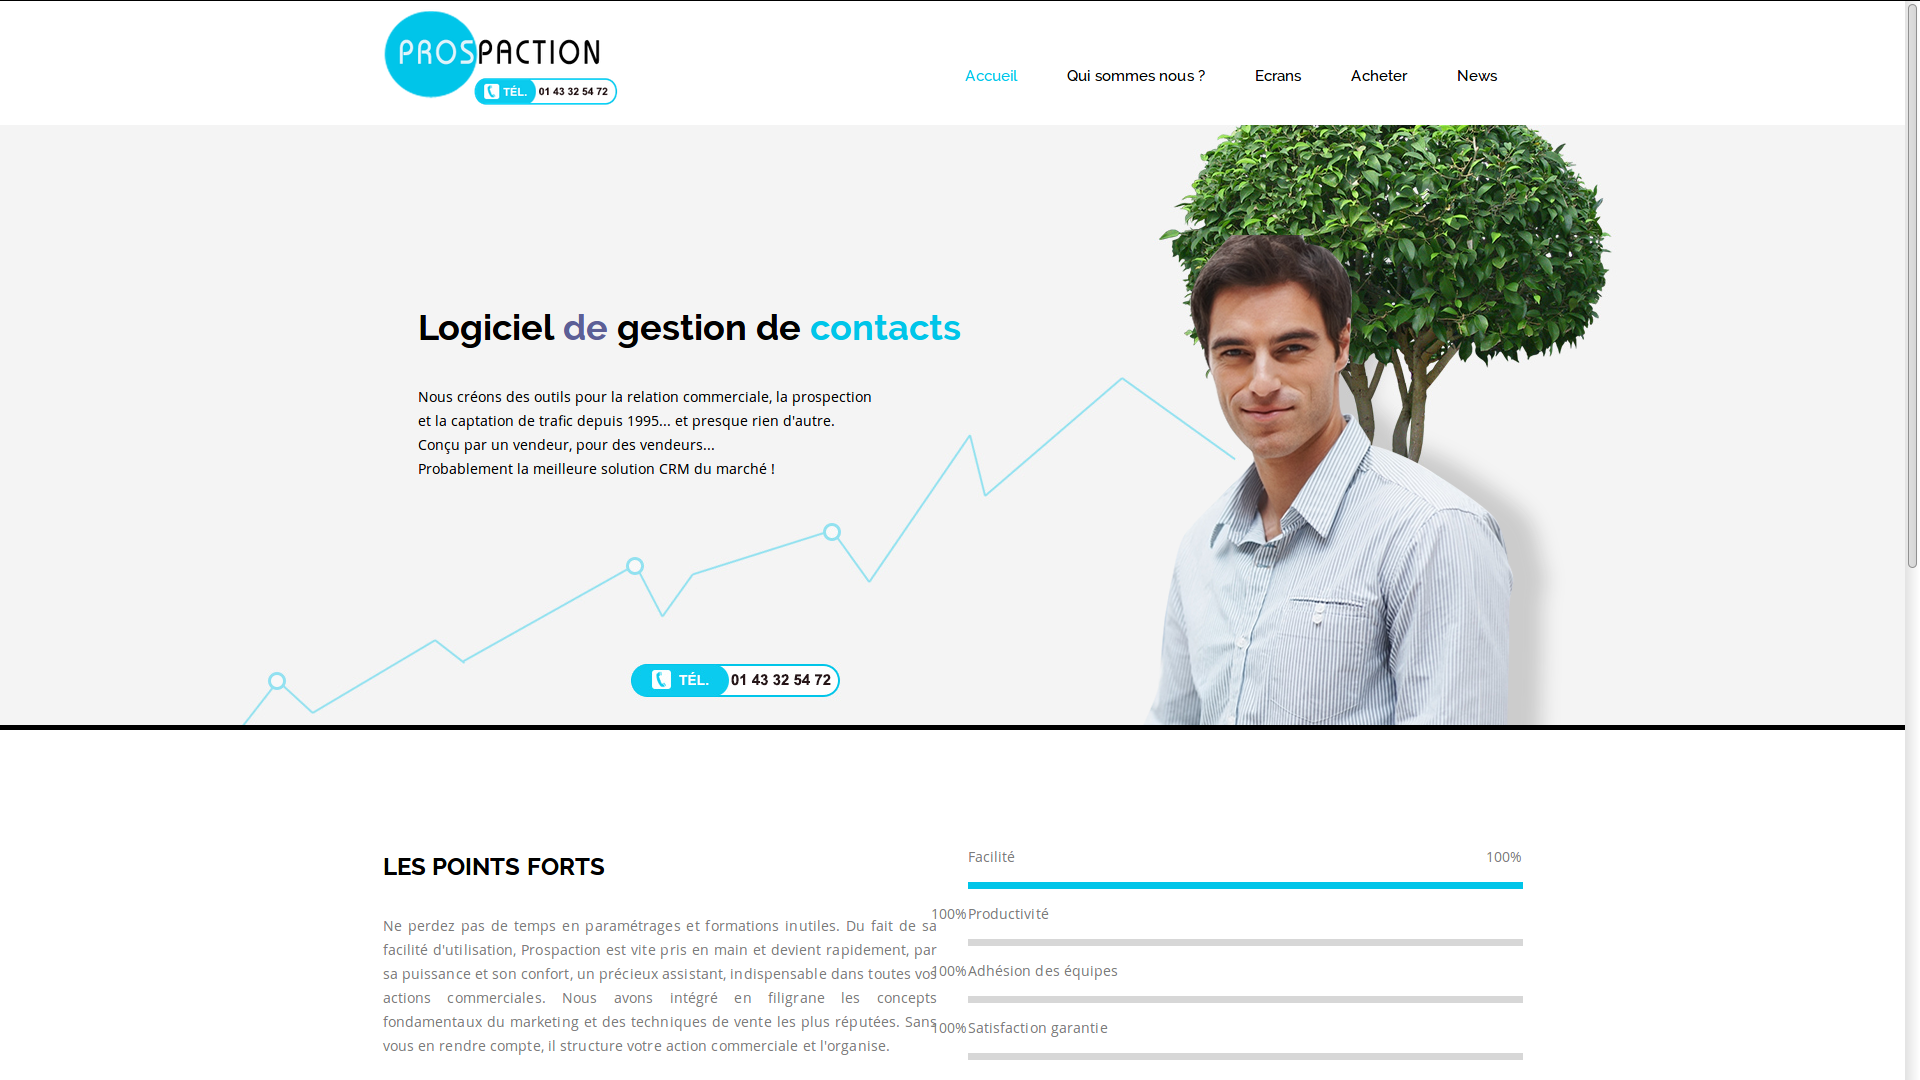 PROSPACTION
TÉL. 01 43 32 54 72
Accueil
Qui sommes nous ?
Ecrans
Acheter
News
Logiciel de gestion de contacts
Nous créons des outils pour la relation commerciale, la prospection
et la captation de trafic depuis 1995... et presque rien d'autre.
Conçu par un vendeur, pour des vendeurs...
Probablement la meilleure solution CRM du marché !
TÉL. 01 43 32 54 72
LES POINTS FORTS
Ne perdez pas de temps en paramétrages et formations inutiles. Du fait de sa
facilité d'utilisation, Prospaction est vite pris en main et devient rapidement, par
sa puissance et son confort, un précieux assistant, indispensable dans toutes vos
actions commerciales. Nous avons intégré en filigrane les concepts
fondamentaux du marketing et des techniques de vente les plus réputées. Sans
vous en rendre compte, il structure votre action commerciale et l'organise.
Facilité 100%
100% Productivité
100% Adhésion des équipes
100% Satisfaction garantie